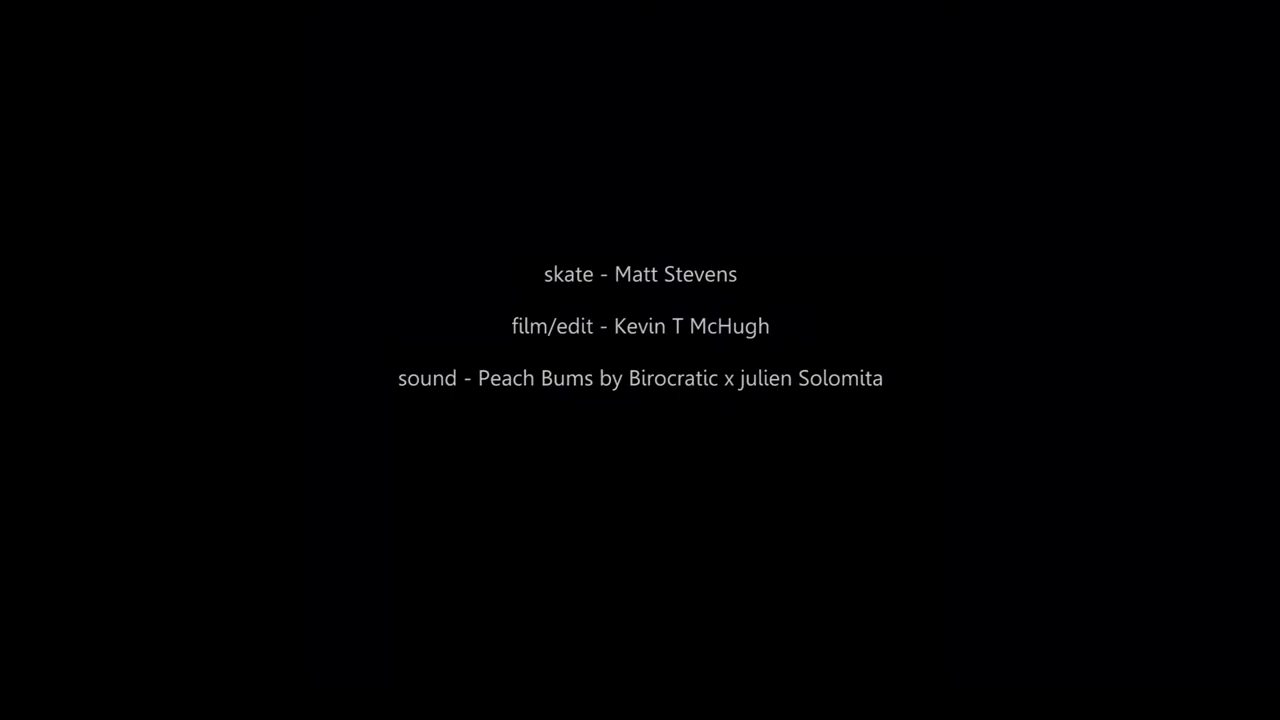 skate - Matt Stevens
film/edit - Kevin T McHugh
sound - Peach Bums by Birocratic x julien Solomita